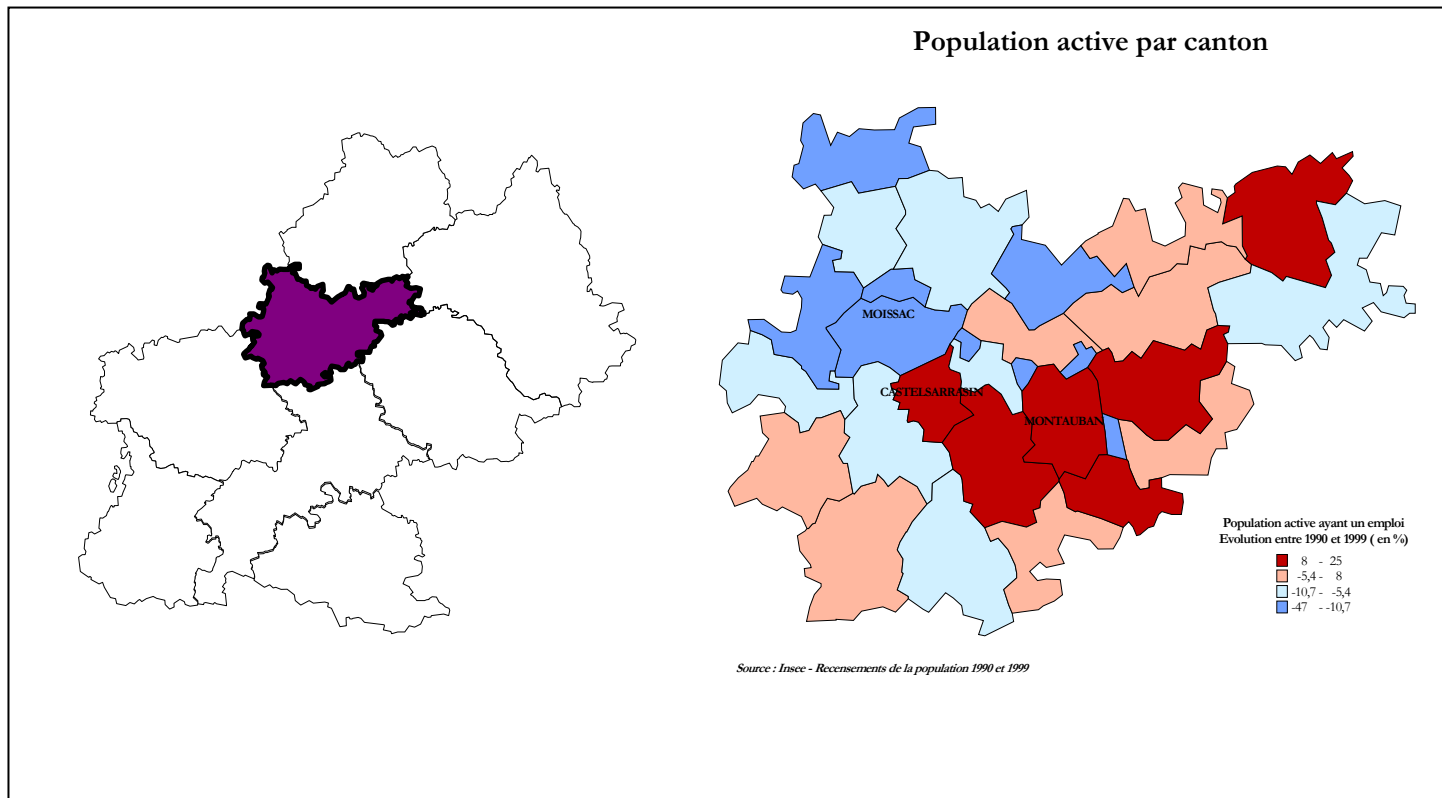 Population active par canton
MOISSAC
CASTELSARRASIN
MONTAUBAN
Population active ayant un emploi
Evolution entre 1990 et 1999 ( en %)
8 - 25
-5,4 - 8
-10,7 - -5,4
-47 - -10,7
Source : Insee - Recensements de la population 1990 et 1999